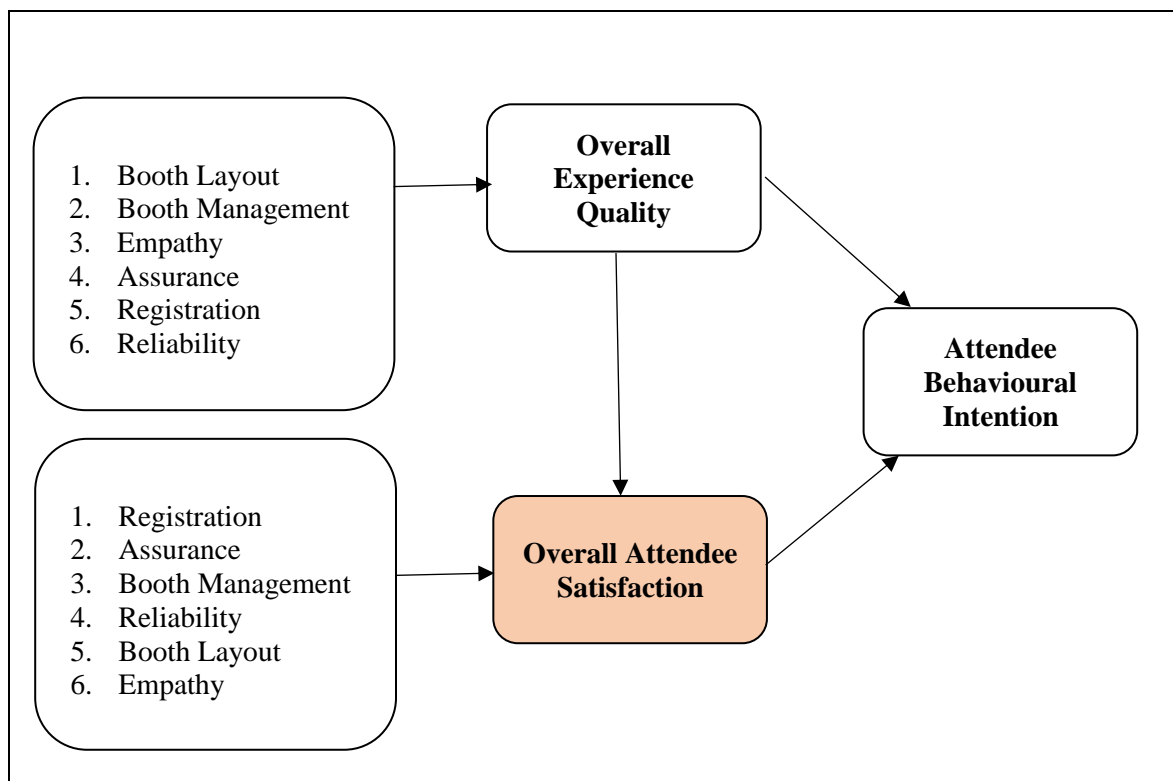 1. Booth Layout
2. Booth Management
3. Empathy
4. Assurance
5. Registration
6. Reliability
Overall
Experience
Quality
Attendee
Behavioural
Intention
1. Registration
2. Assurance
3. Booth Management
4. Reliability
5. Booth Layout
6. Empathy
Overall Attendee
Satisfaction